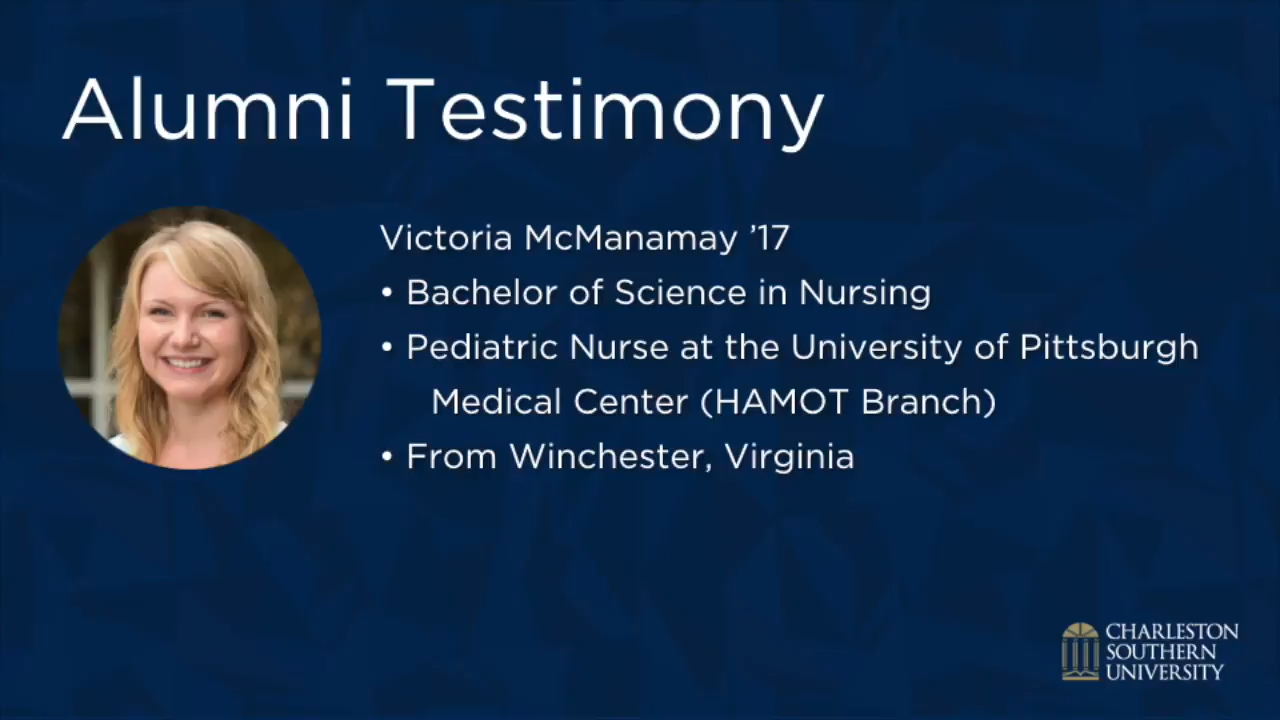 Alumni Testimony
Victoria McManamay ’17
• Bachelor of Science in Nursing
• Pediatric Nurse at the University of Pittsburgh
Medical Center (HAMOT Branch)
• From Winchester, Virginia
CHARLESTON
SOUTHERN
UNIVERSITY